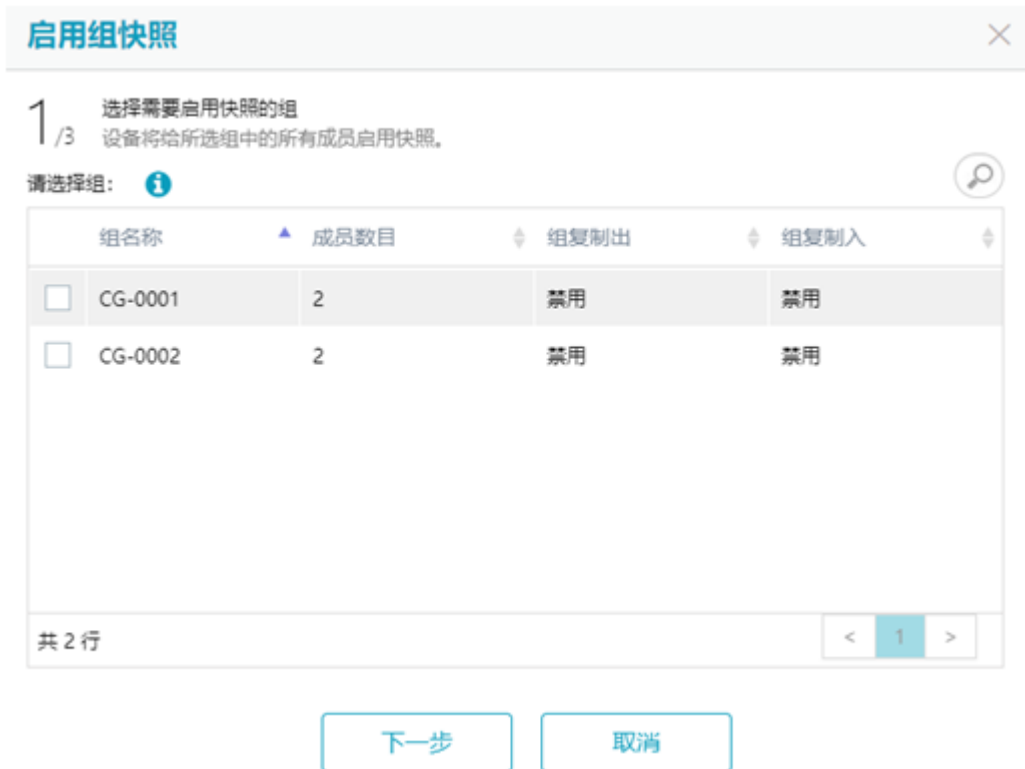 启用组快照
1/3 选择需要启用快照的组
设备将给所选组中的所有成员启用快照。
请选择组：
组名称 成员数目 组复制出 组复制入
CG-0001 2 禁用 禁用
CG-0002 2 禁用 禁用
共 2 行 < 1 >
下一步 取消